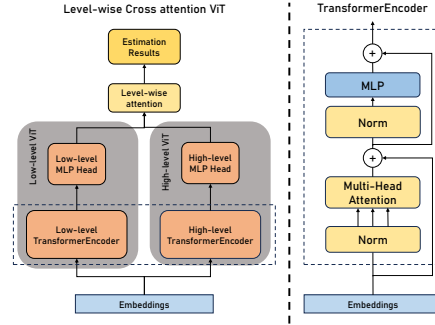 Level-wise Cross attention ViT
Estimation
Results
Level-wise
attention
Low-level ViT
Low-level
MLP Head
High-level ViT
High-level
MLP Head
Low-level
TransformerEncoder
High-level
TransformerEncoder
Embeddings
TransformerEncoder
+
MLP
Norm
+
Multi-Head
Attention
Norm
Embeddings